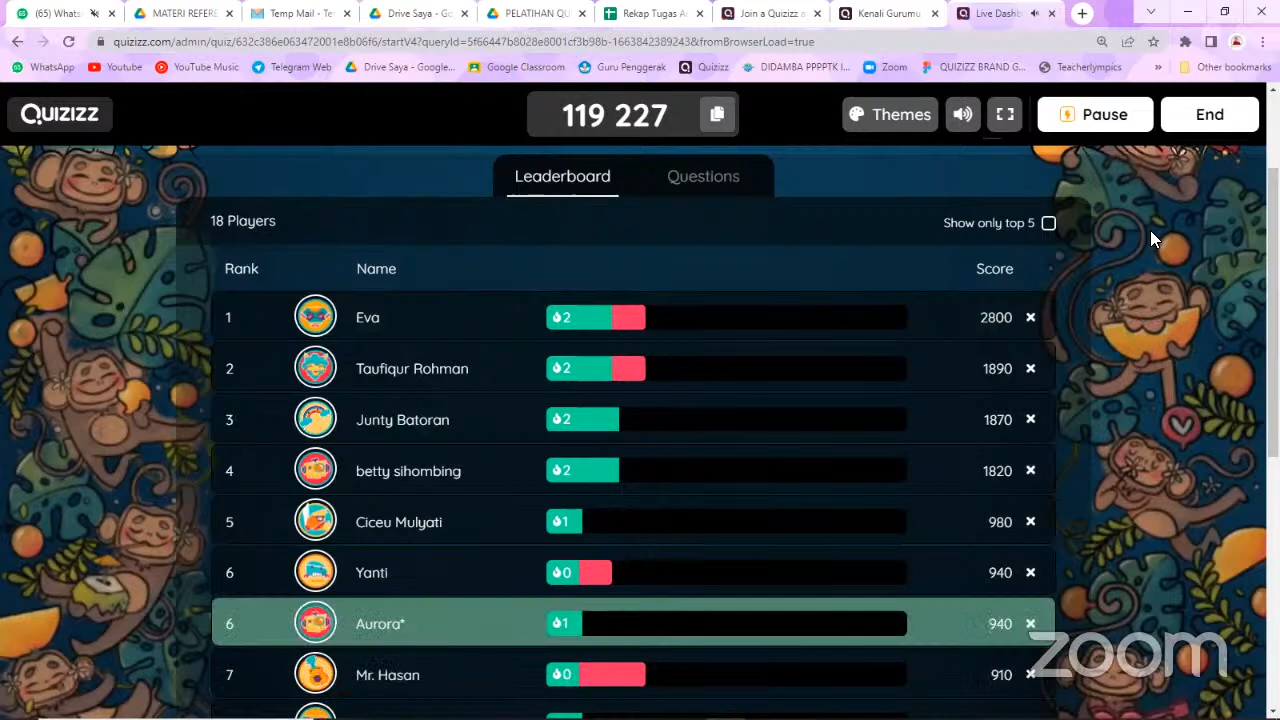 (65) Whats
MATERI REFERE
Temp Mail - Te
Drive Saya - G
PELATIHAN QU
Rekap Tugas A
Join a Quizizz a
Kenali Gurumu
Live Dashb
quizizz.com/admin/quiz/632c386e063472001e8b06f6/startV4?queryId=5f66447b8028e8001cf3b98b-1663842389243&fromBrowserLoad=true
WhatsApp
Youtube
YouTube Music
Telegram Web
Drive Saya - Google...
Google Classroom
Guru Penggerak
Quizizz
DIDAMBA PPPPTK I...
Zoom
QUIZIZZ BRAND G...
Teacherlypics
»
Other bookmarks
Quizizz
119 227
Themes
Pause
End
Leaderboard
Questions
18 Players
Show only top 5
Rank Name Score
1 Eva 2 2800
2 Taufiqur Rohman 2 1890
3 Junty Batoran 2 1870
4 betty sihombing 2 1820
5 Ciceu Mulyati 1 980
6 Yanti 0 940
6 Aurora* 1 940
7 Mr. Hasan 0 910
zoom